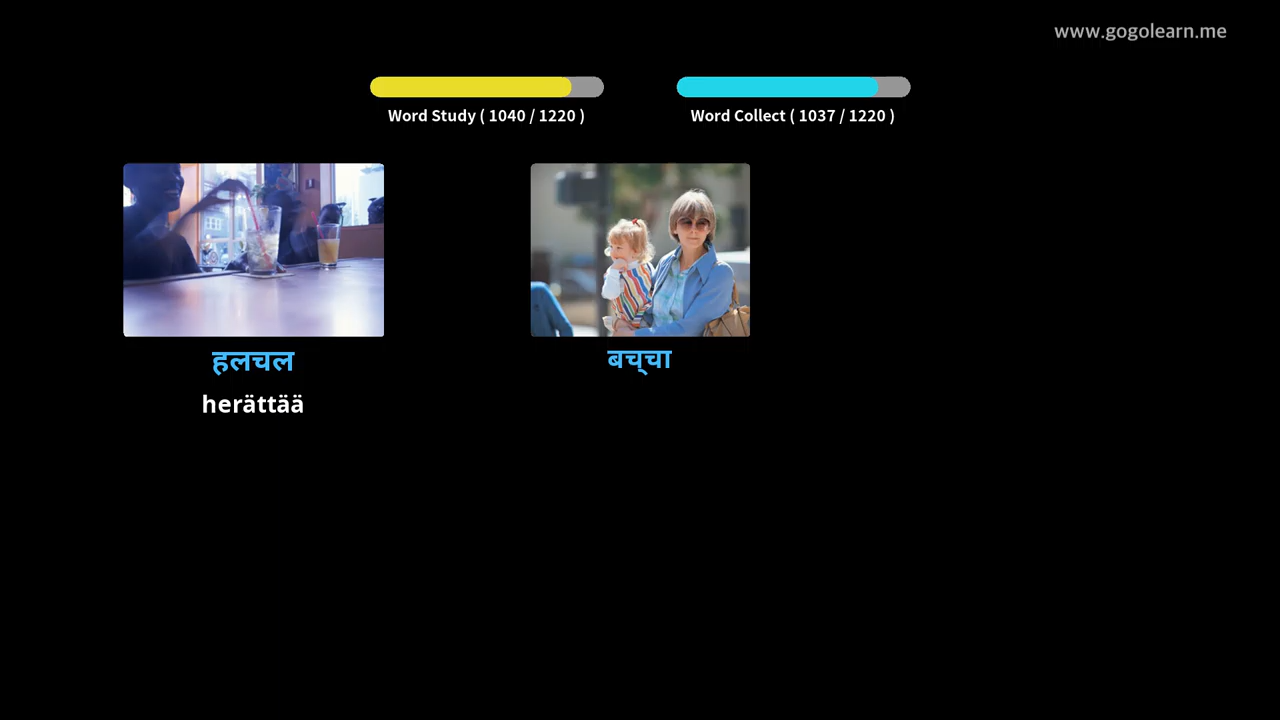 www.gogolearn.me
Word Study ( 1040 / 1220 )
Word Collect ( 1037 / 1220 )
हलचल
बच्‌चा
herättää